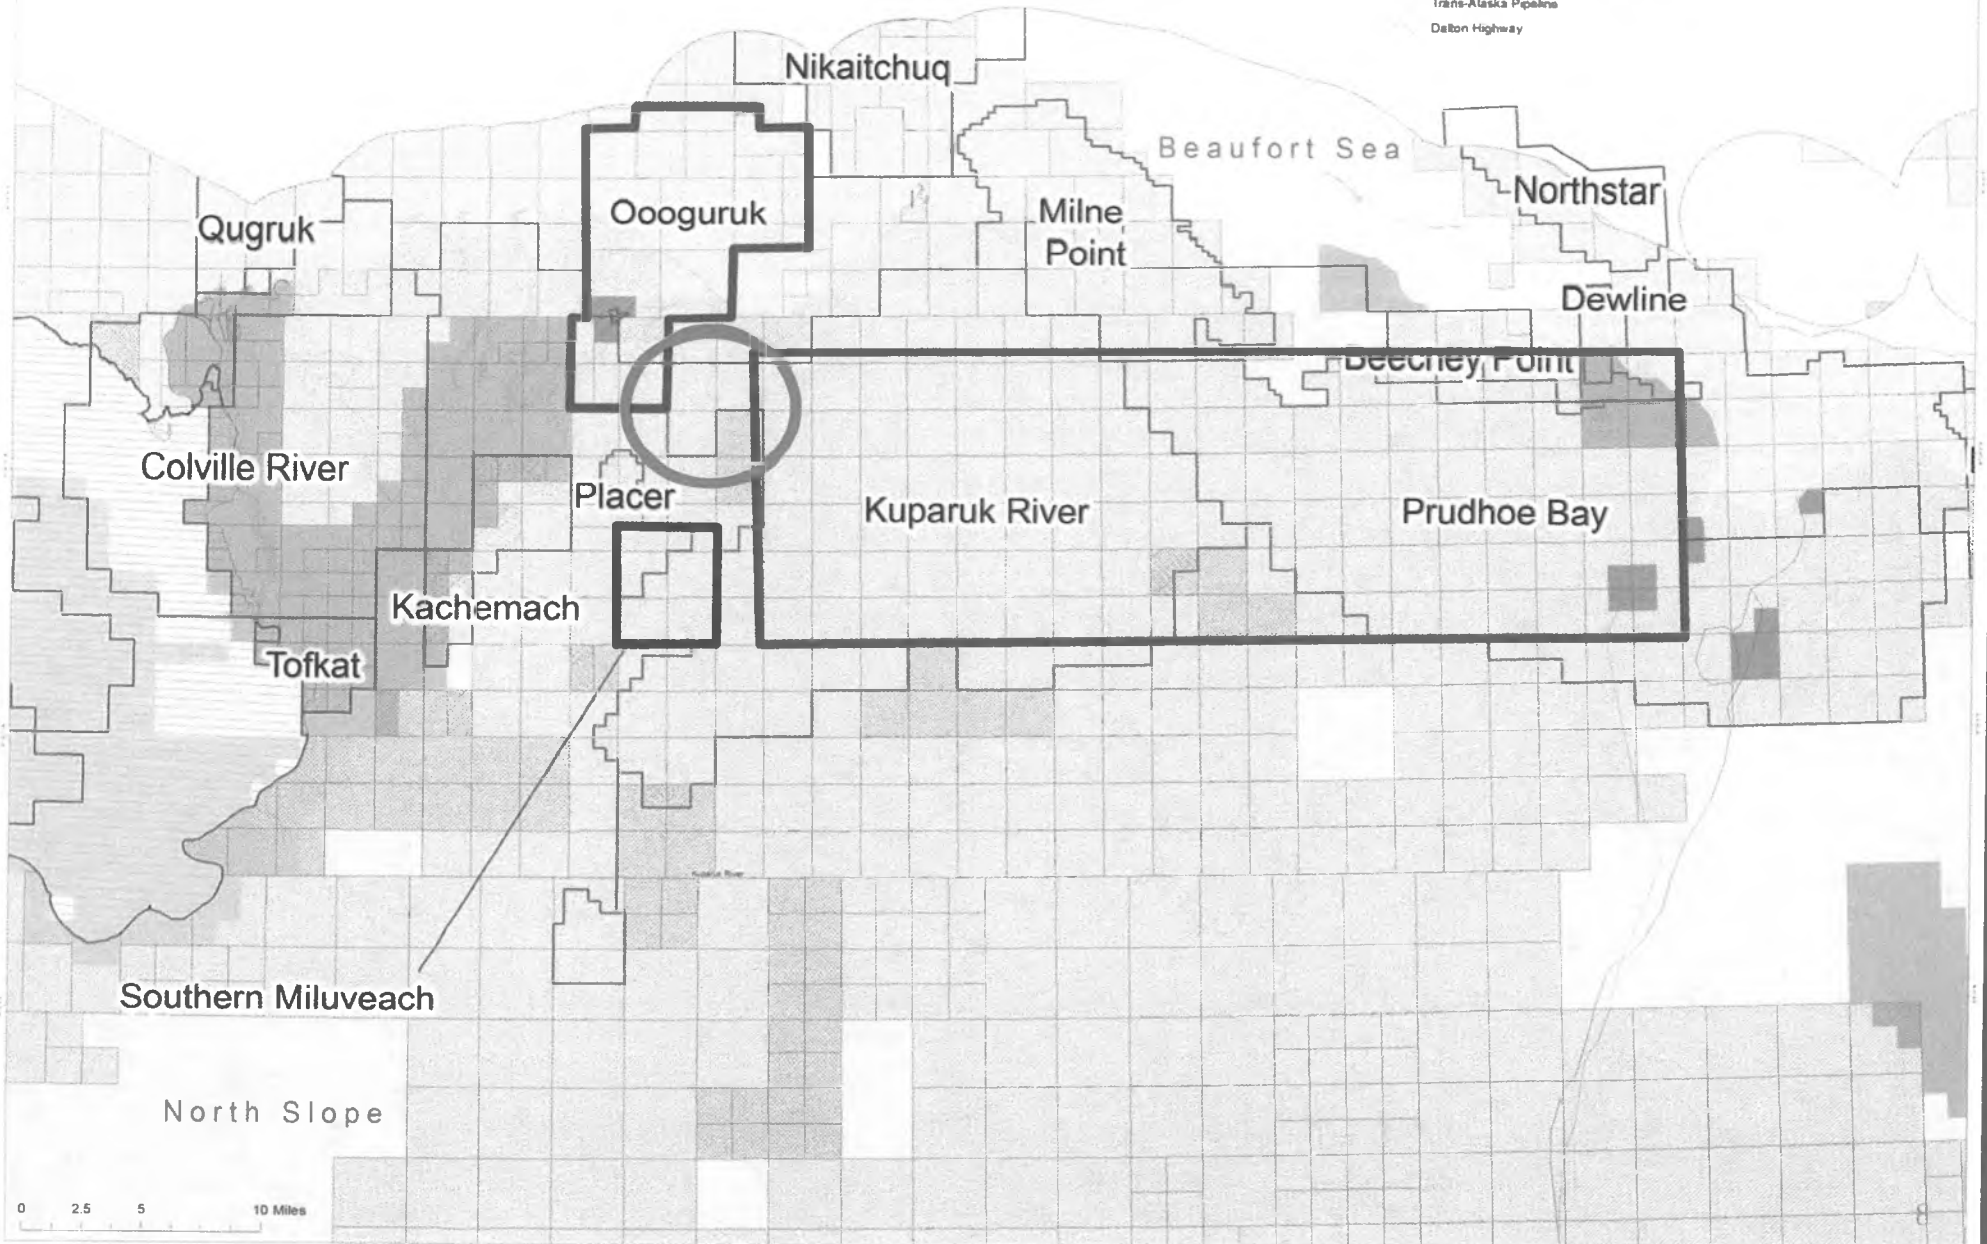 Trans-Alaska Pipeline
Dalton Highway
Nikaitchuq
Beaufort Sea
Northstar
Oooguruk
Milne
Point
Qugruk
Dewline
Beechey Point
Colville River
Placer
Kuparuk River
Prudhoe Bay
Kachemach
Tofkat
Southern Miluveach
North Slope
0 2.5 5 10 Miles